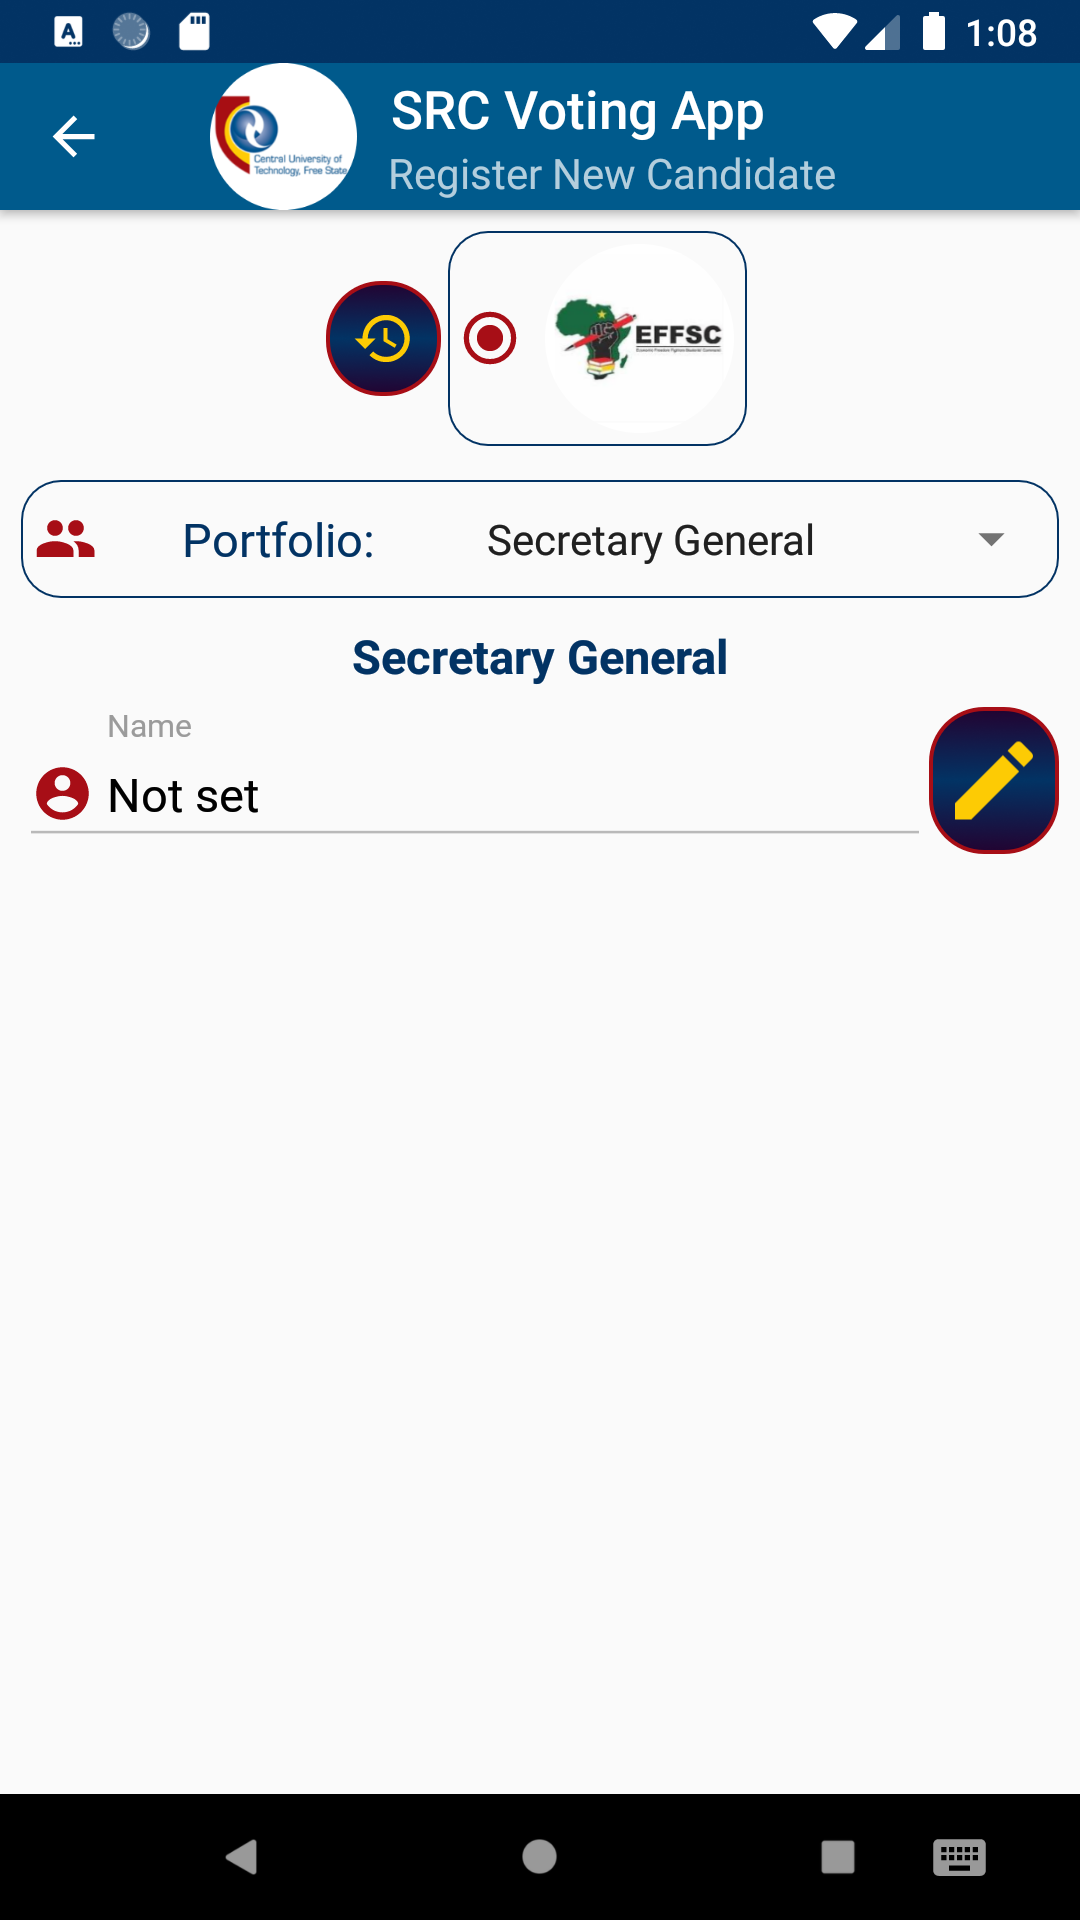 1:08
SRC Voting App
Register New Candidate
Central University of
Technology, Free State
EFFSC
Portfolio:
Secretary General
Secretary General
Name
Not set